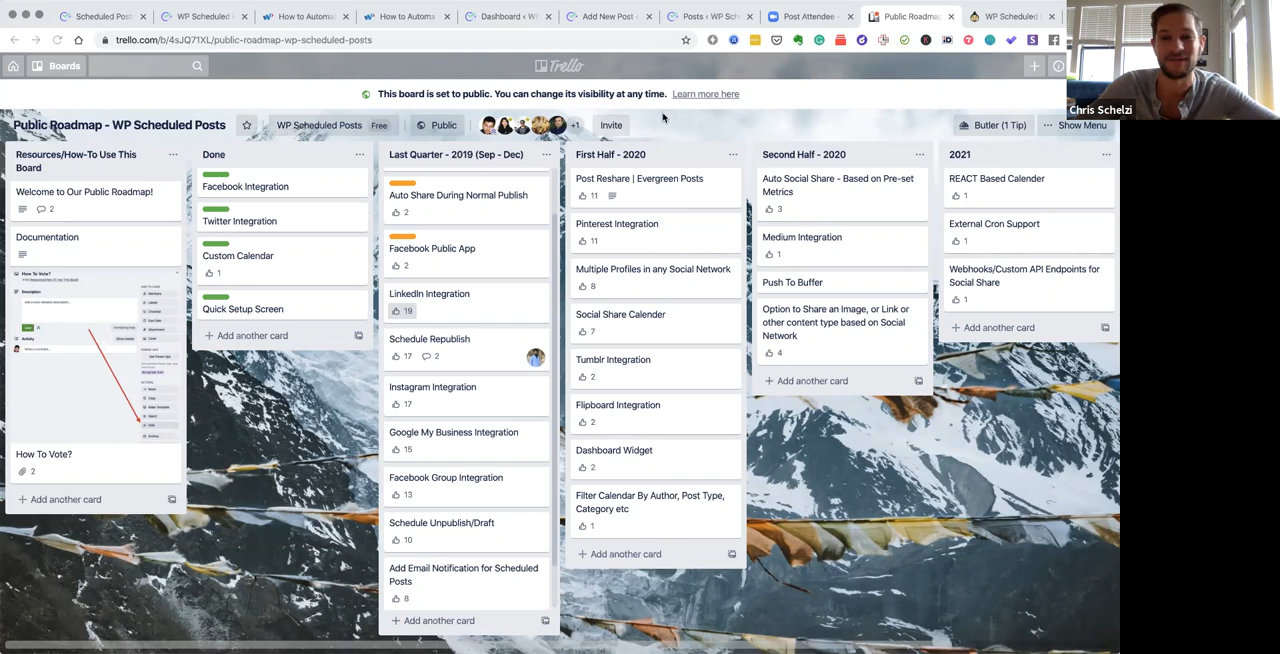 Scheduled Post
WP Scheduled
How to Automa
How to Automa
Dashboard ‹ W
Add New Post
Posts ‹ WP Sch
Post Attendee -
Public Roadmap
WP Scheduled
trello.com/b/4sJQ71XL/public-roadmap-wp-scheduled-posts
Boards
Trello
Chris Schelzi
This board is set to public. You can change its visibility at any time. Learn more here
Public Roadmap - WP Scheduled Posts
WP Scheduled Posts Free
Public
+1
Invite
Butler (1 Tip)
Show Menu
Resources/How-To Use This
Board
Welcome to Our Public Roadmap!
2
Documentation
How To Vote?
2
Add another card
Done
Facebook Integration
Twitter Integration
Custom Calendar
1
Quick Setup Screen
Add another card
Last Quarter - 2019 (Sep - Dec)
Auto Share During Normal Publish
2
Facebook Public App
2
LinkedIn Integration
19
Schedule Republish
17 2
Instagram Integration
17
Google My Business Integration
15
Facebook Group Integration
13
Schedule Unpublish/Draft
10
Add Email Notification for Scheduled
Posts
8
Add another card
First Half - 2020
Post Reshare | Evergreen Posts
11
Pinterest Integration
11
Multiple Profiles in any Social Network
8
Social Share Calender
7
Tumblr Integration
2
Flipboard Integration
2
Dashboard Widget
2
Filter Calendar By Author, Post Type,
Category etc
1
Add another card
Second Half - 2020
Auto Social Share - Based on Pre-set
Metrics
3
Medium Integration
1
Push To Buffer
Option to Share an Image, or Link or
other content type based on Social
Network
4
Add another card
2021
REACT Based Calender
1
External Cron Support
1
Webhooks/Custom API Endpoints for
Social Share
1
Add another card